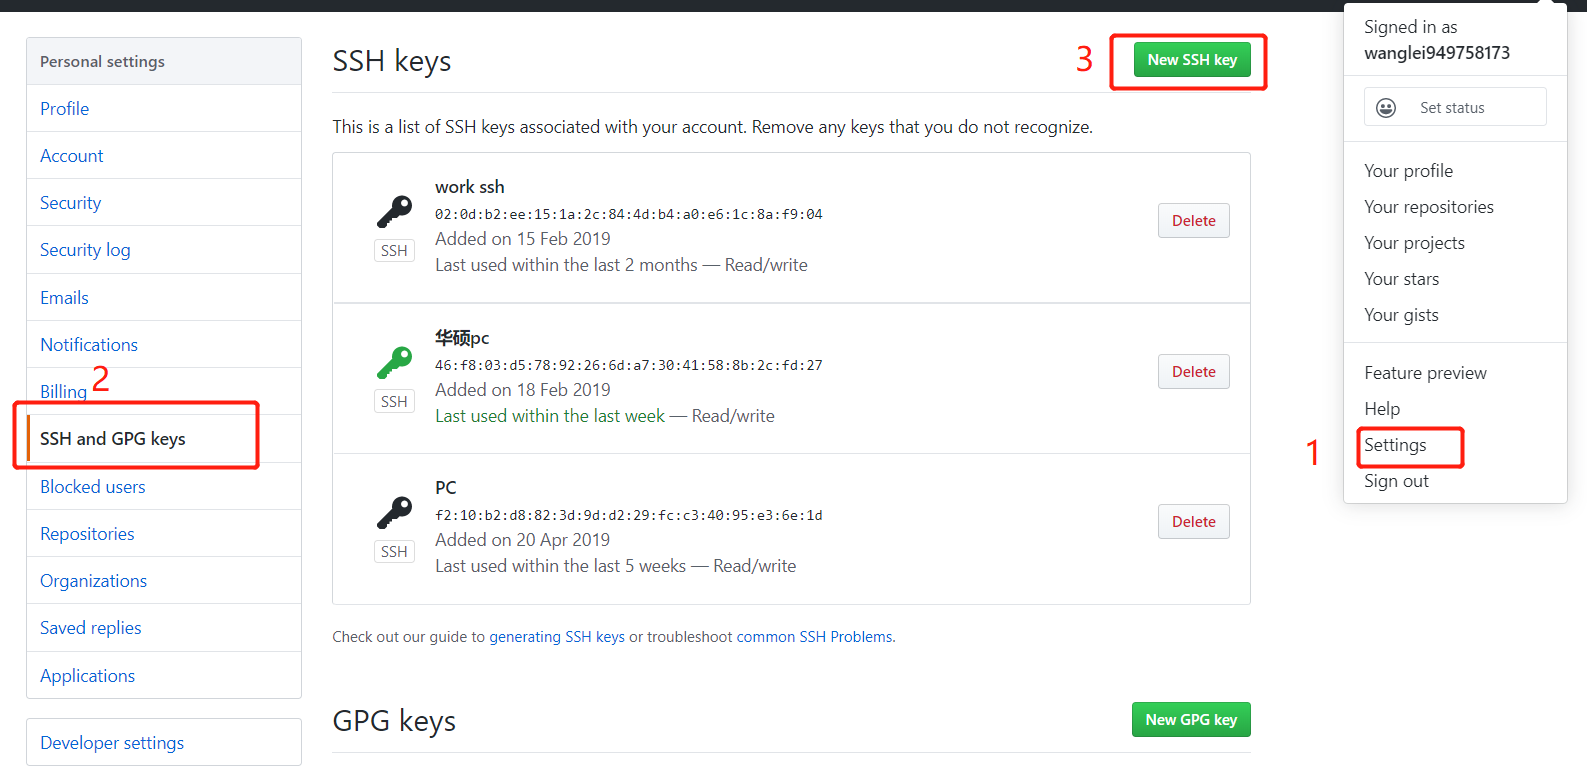 Personal settings
Profile
Account
Security
Security log
Emails
Notifications
Billing
2
SSH and GPG keys
Blocked users
Repositories
Organizations
Saved replies
Applications
Developer settings
SSH keys
3
New SSH key
This is a list of SSH keys associated with your account. Remove any keys that you do not recognize.
work ssh
02:0d:b2:ee:15:1a:2c:84:4d:b4:a0:e6:1c:8a:f9:04
Added on 15 Feb 2019
Last used within the last 2 months — Read/write
SSH
Delete
华硕pc
46:f8:03:d5:78:92:26:6d:a7:30:41:58:8b:2c:fd:27
Added on 18 Feb 2019
Last used within the last week — Read/write
SSH
Delete
PC
f2:10:b2:d8:82:3d:9d:d2:29:fc:c3:40:95:e3:6e:1d
Added on 20 Apr 2019
Last used within the last 5 weeks — Read/write
SSH
Delete
Check out our guide to generating SSH keys or troubleshoot common SSH Problems.
GPG keys
New GPG key
Signed in as
wanglei949758173
Set status
Your profile
Your repositories
Your projects
Your stars
Your gists
Feature preview
Help
1
Settings
Sign out